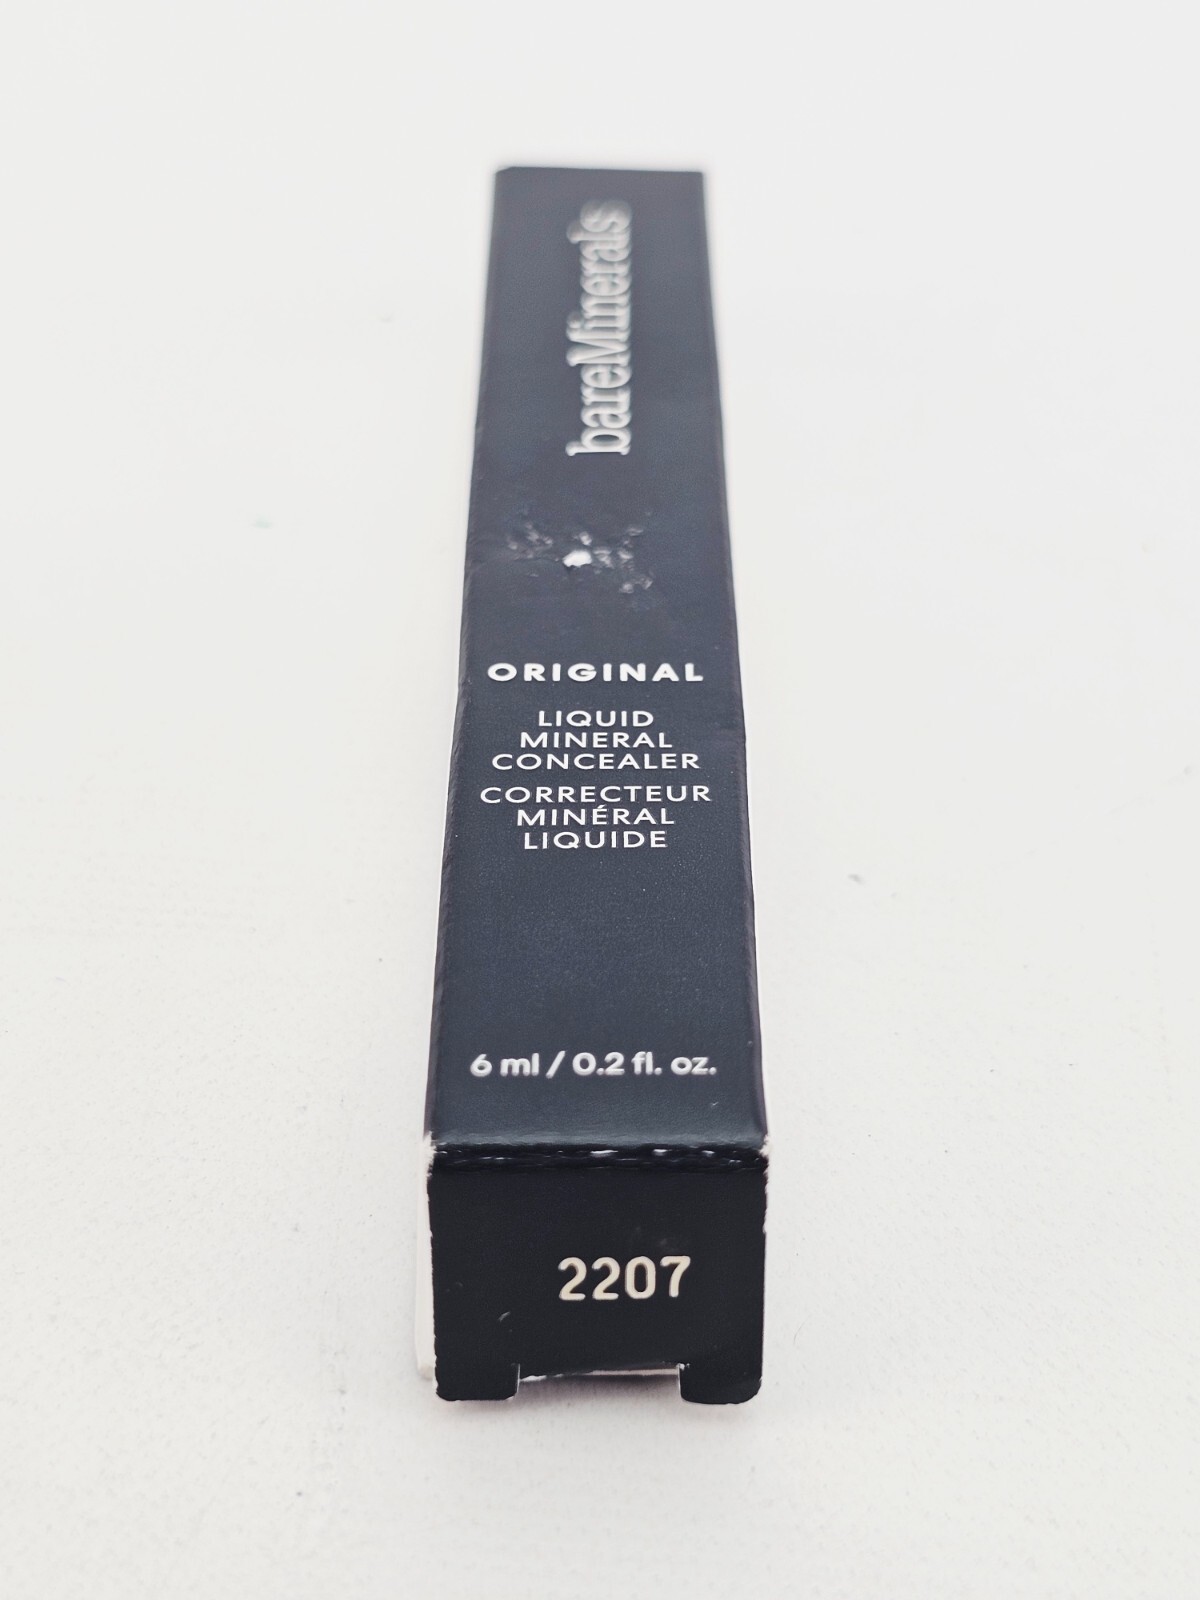 bareMinerals
ORIGINAL
LIQUID
MINERAL
CONCEALER
CORRECTEUR
MINÉRAL
LIQUIDE
6 ml / 0.2 fl. oz.
2207